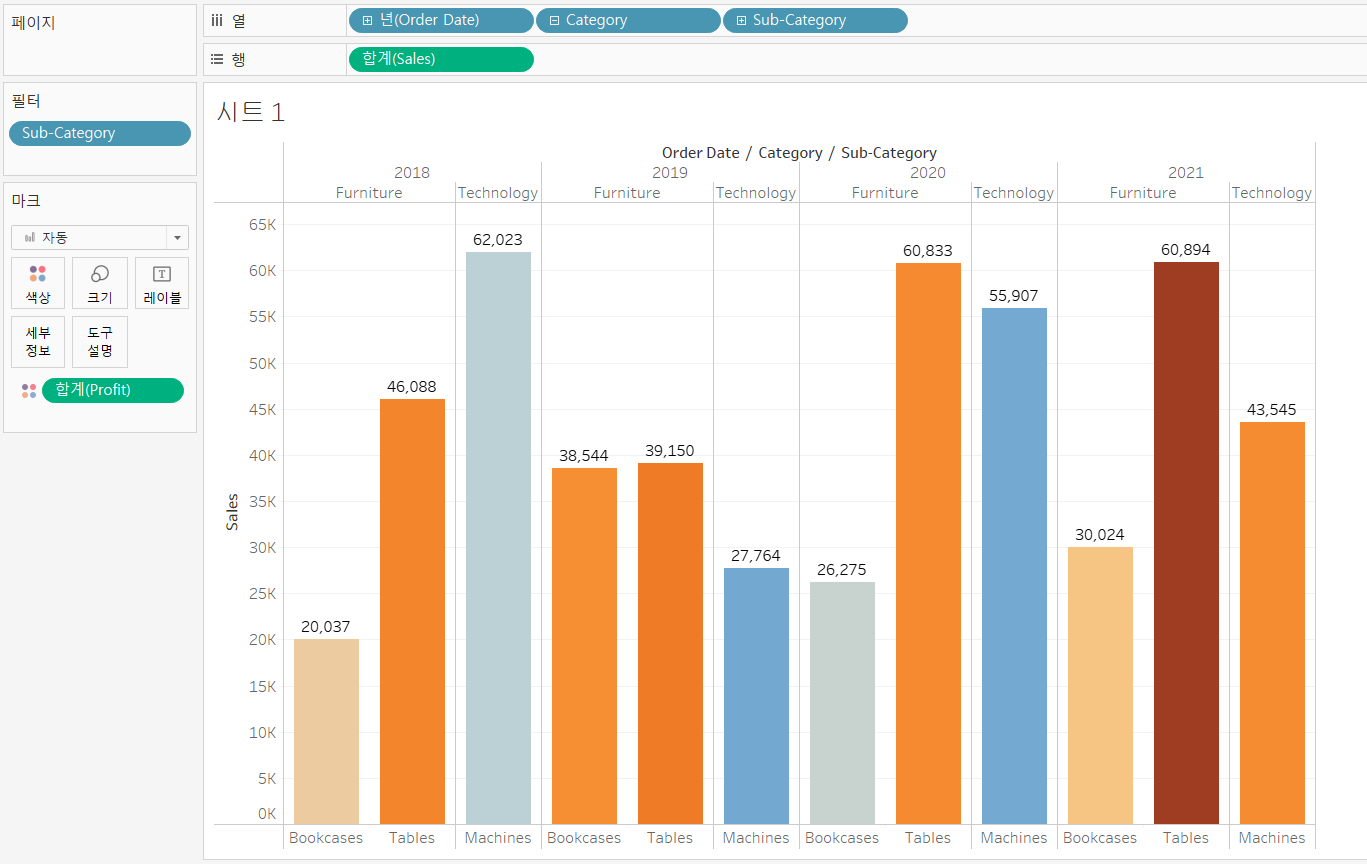 페이지
iii 열
년(Order Date)
Category
Sub-Category
행
합계(Sales)
필터
Sub-Category
마크
자동
색상
크기
레이블
세부
정보
도구
설명
합계(Profit)
시트 1
Order Date / Category / Sub-Category
2018 2019 2020 2021
Furniture Technology Furniture Technology Furniture Technology Furniture Technology
65K
60K
55K
50K
45K
40K
35K
30K
25K
20K
15K
10K
5K
0K
Sales
20,037
46,088
62,023
38,544
39,150
27,764
26,275
60,833
55,907
30,024
60,894
43,545
Bookcases Tables Machines Bookcases Tables Machines Bookcases Tables Machines Bookcases Tables Machines